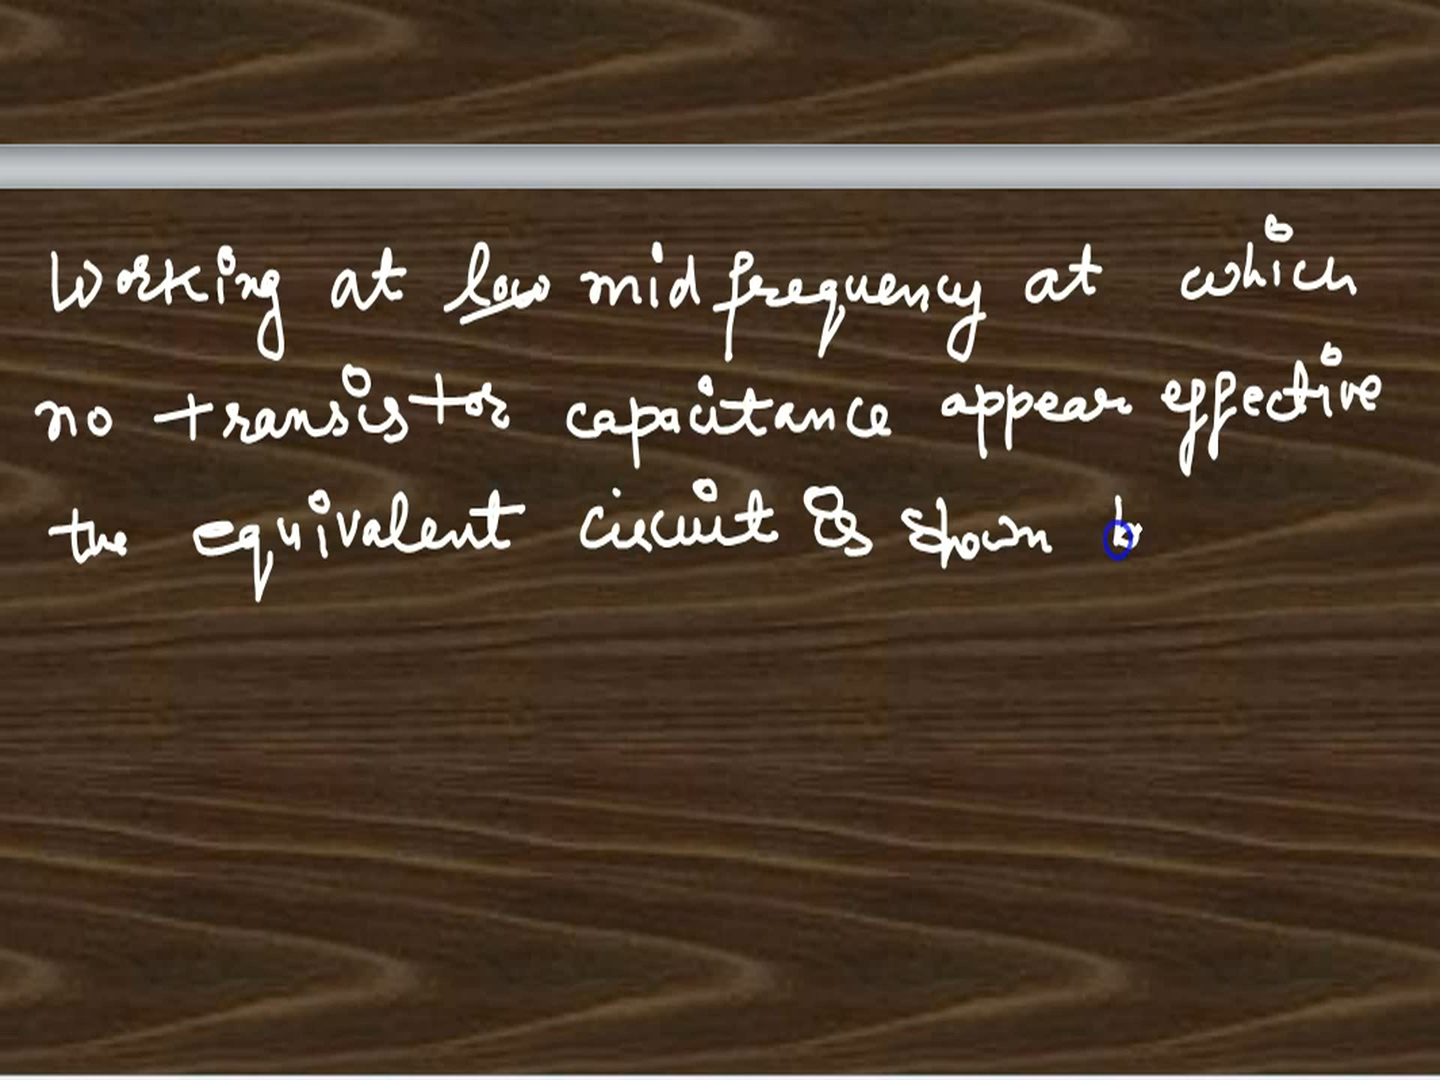 Working at low mid frequency at which
no transistor capacitance appear effective
the equivalent circuit is shown